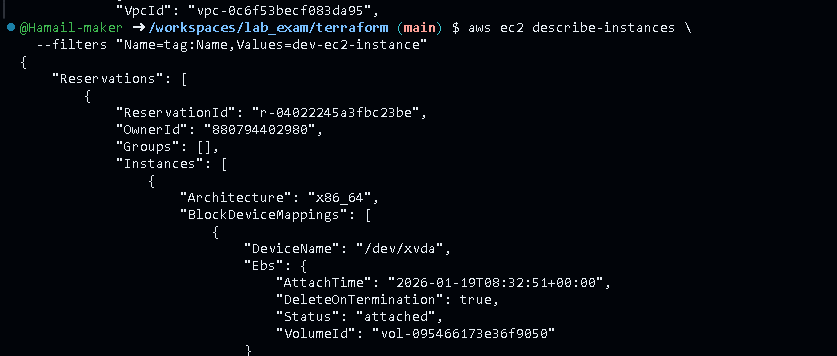 "VpcId": "vpc-0c6f53becf083da95",
@Hamail-maker ➜ /workspaces/lab_exam/terraform (main) $ aws ec2 describe-instances \
--filters "Name=tag:Name,Values=dev-ec2-instance"
{
"Reservations": [
{
"ReservationId": "r-04022245a3fbc23be",
"OwnerId": "880794402980",
"Groups": [],
"Instances": [
{
"Architecture": "x86_64",
"BlockDeviceMappings": [
{
"DeviceName": "/dev/xvda",
"Ebs": {
"AttachTime": "2026-01-19T08:32:51+00:00",
"DeleteOnTermination": true,
"Status": "attached",
"VolumeId": "vol-095466173e36f9050"
}